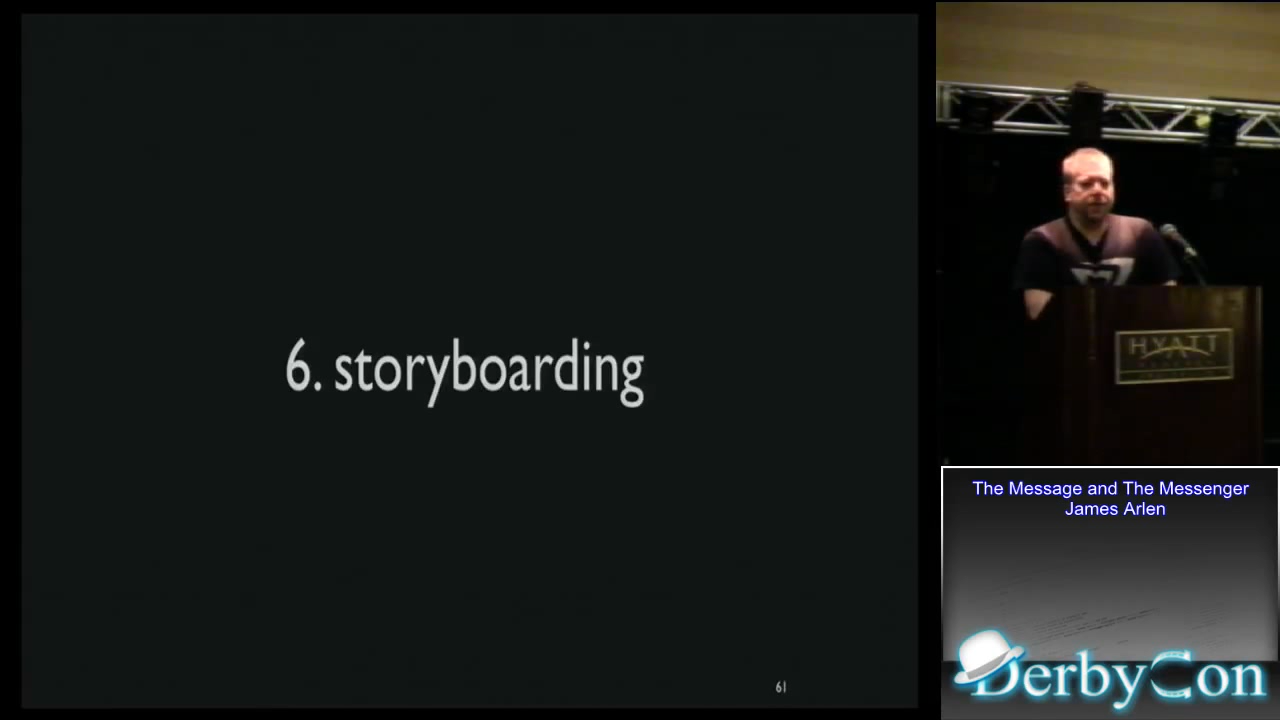 6. storyboarding
61
HYATT
The Message and The Messenger
James Arlen
DerbyCon